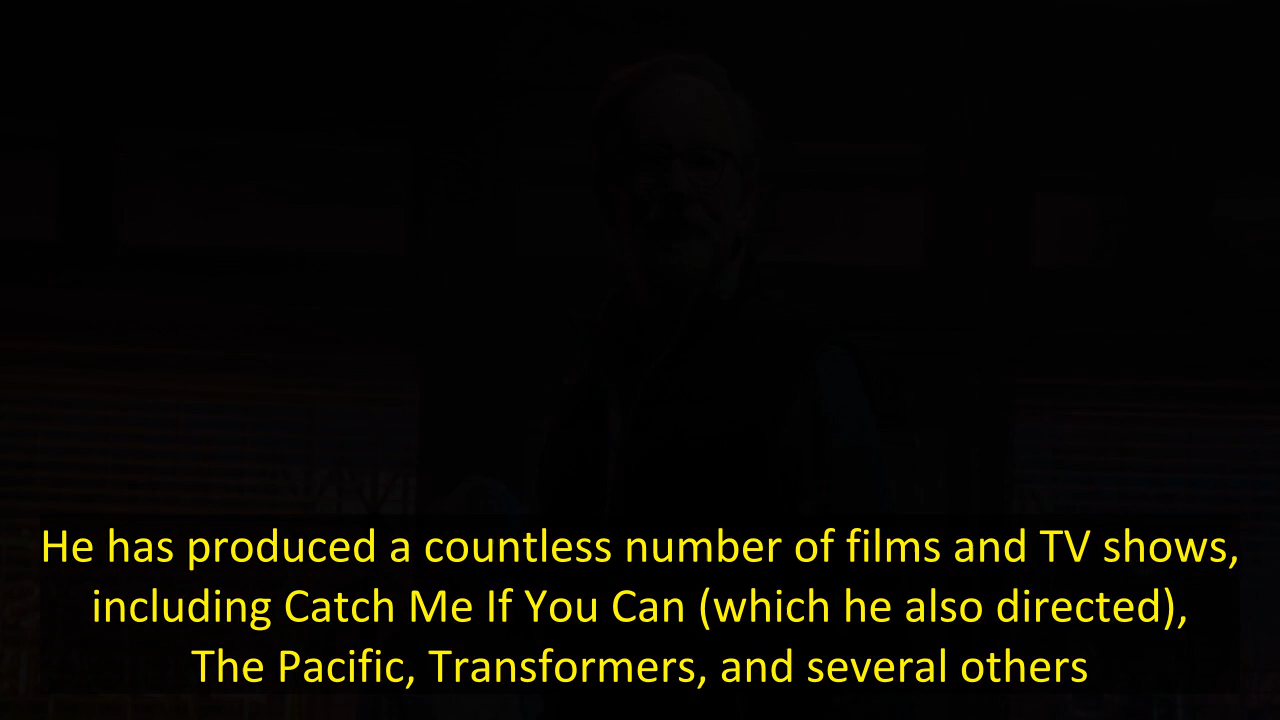 He has produced a countless number of films and TV shows,
including Catch Me If You Can (which he also directed),
The Pacific, Transformers, and several others